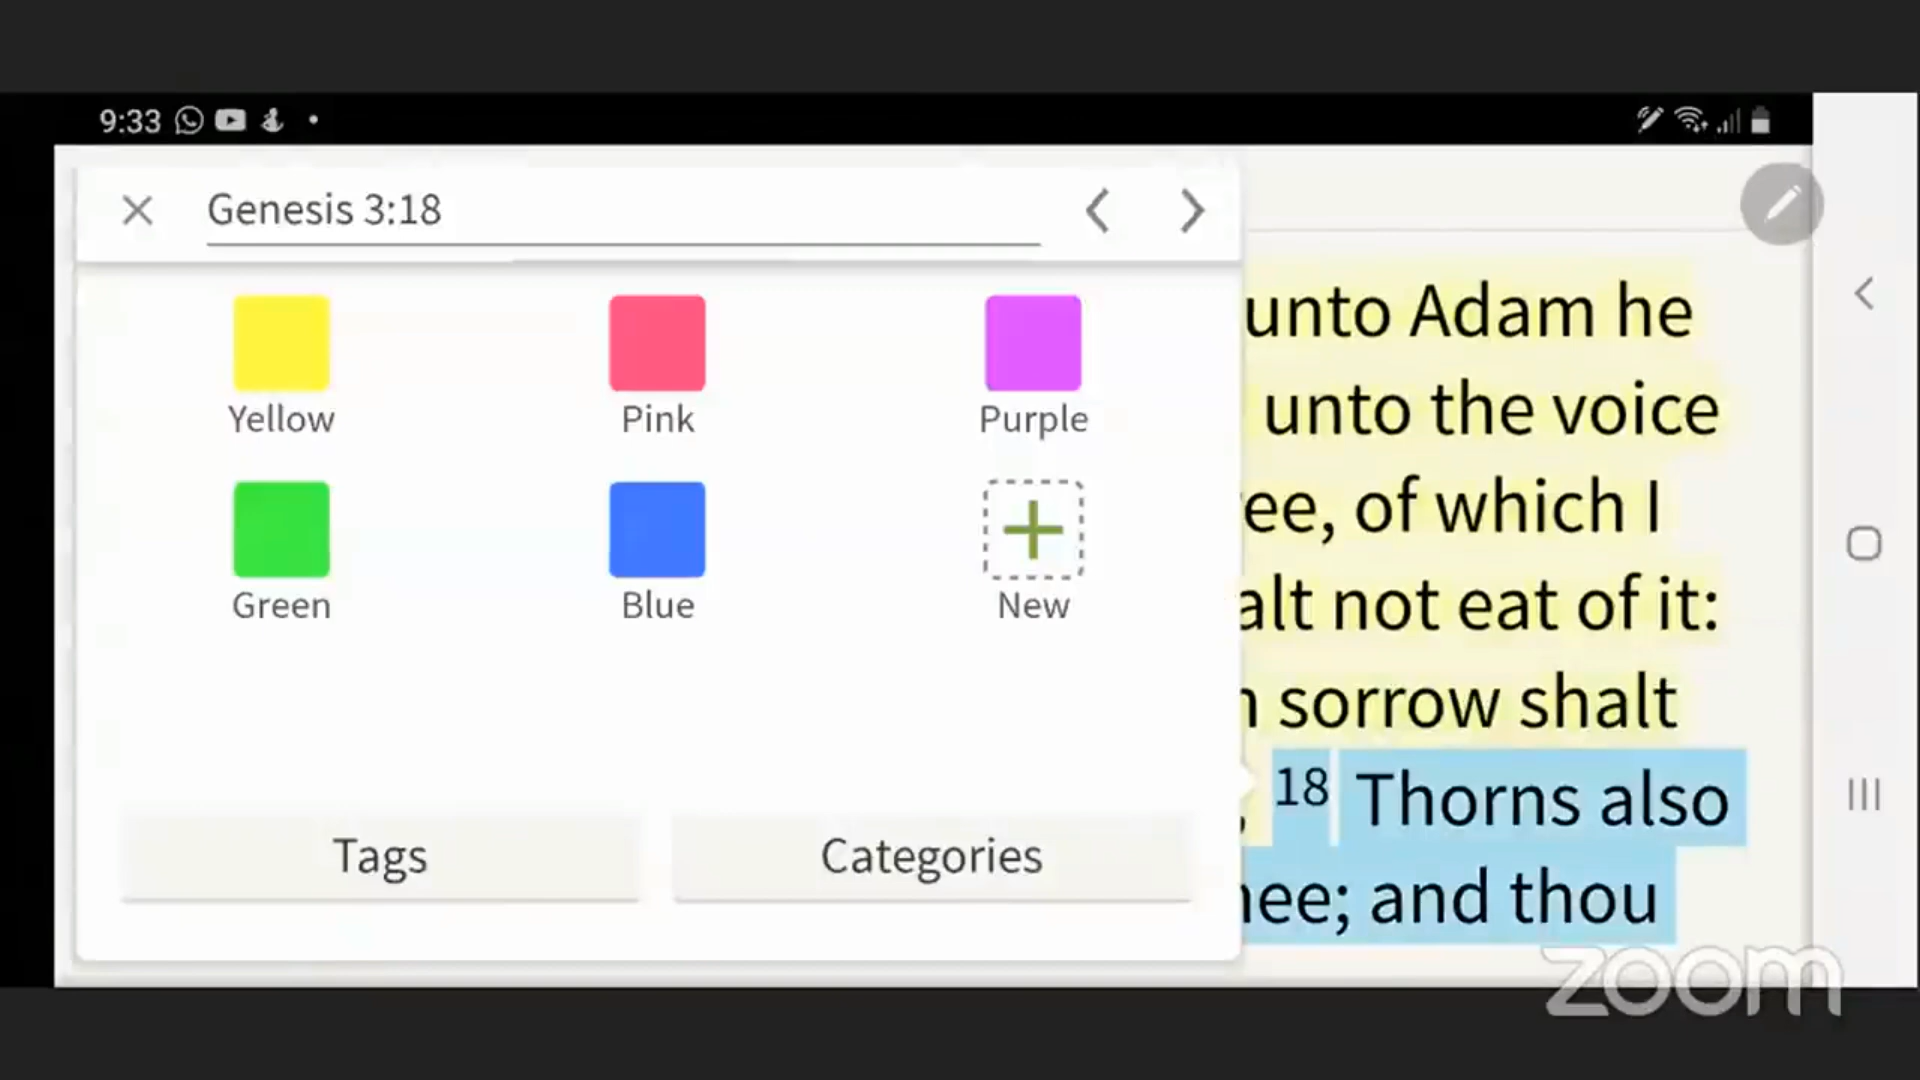 9:33
Genesis 3:18
Yellow
Pink
Purple
Green
Blue
New
Tags
Categories
unto Adam he
unto the voice
ee, of which I
alt not eat of it:
sorrow shalt
18 Thorns also
hee; and thou
zoom